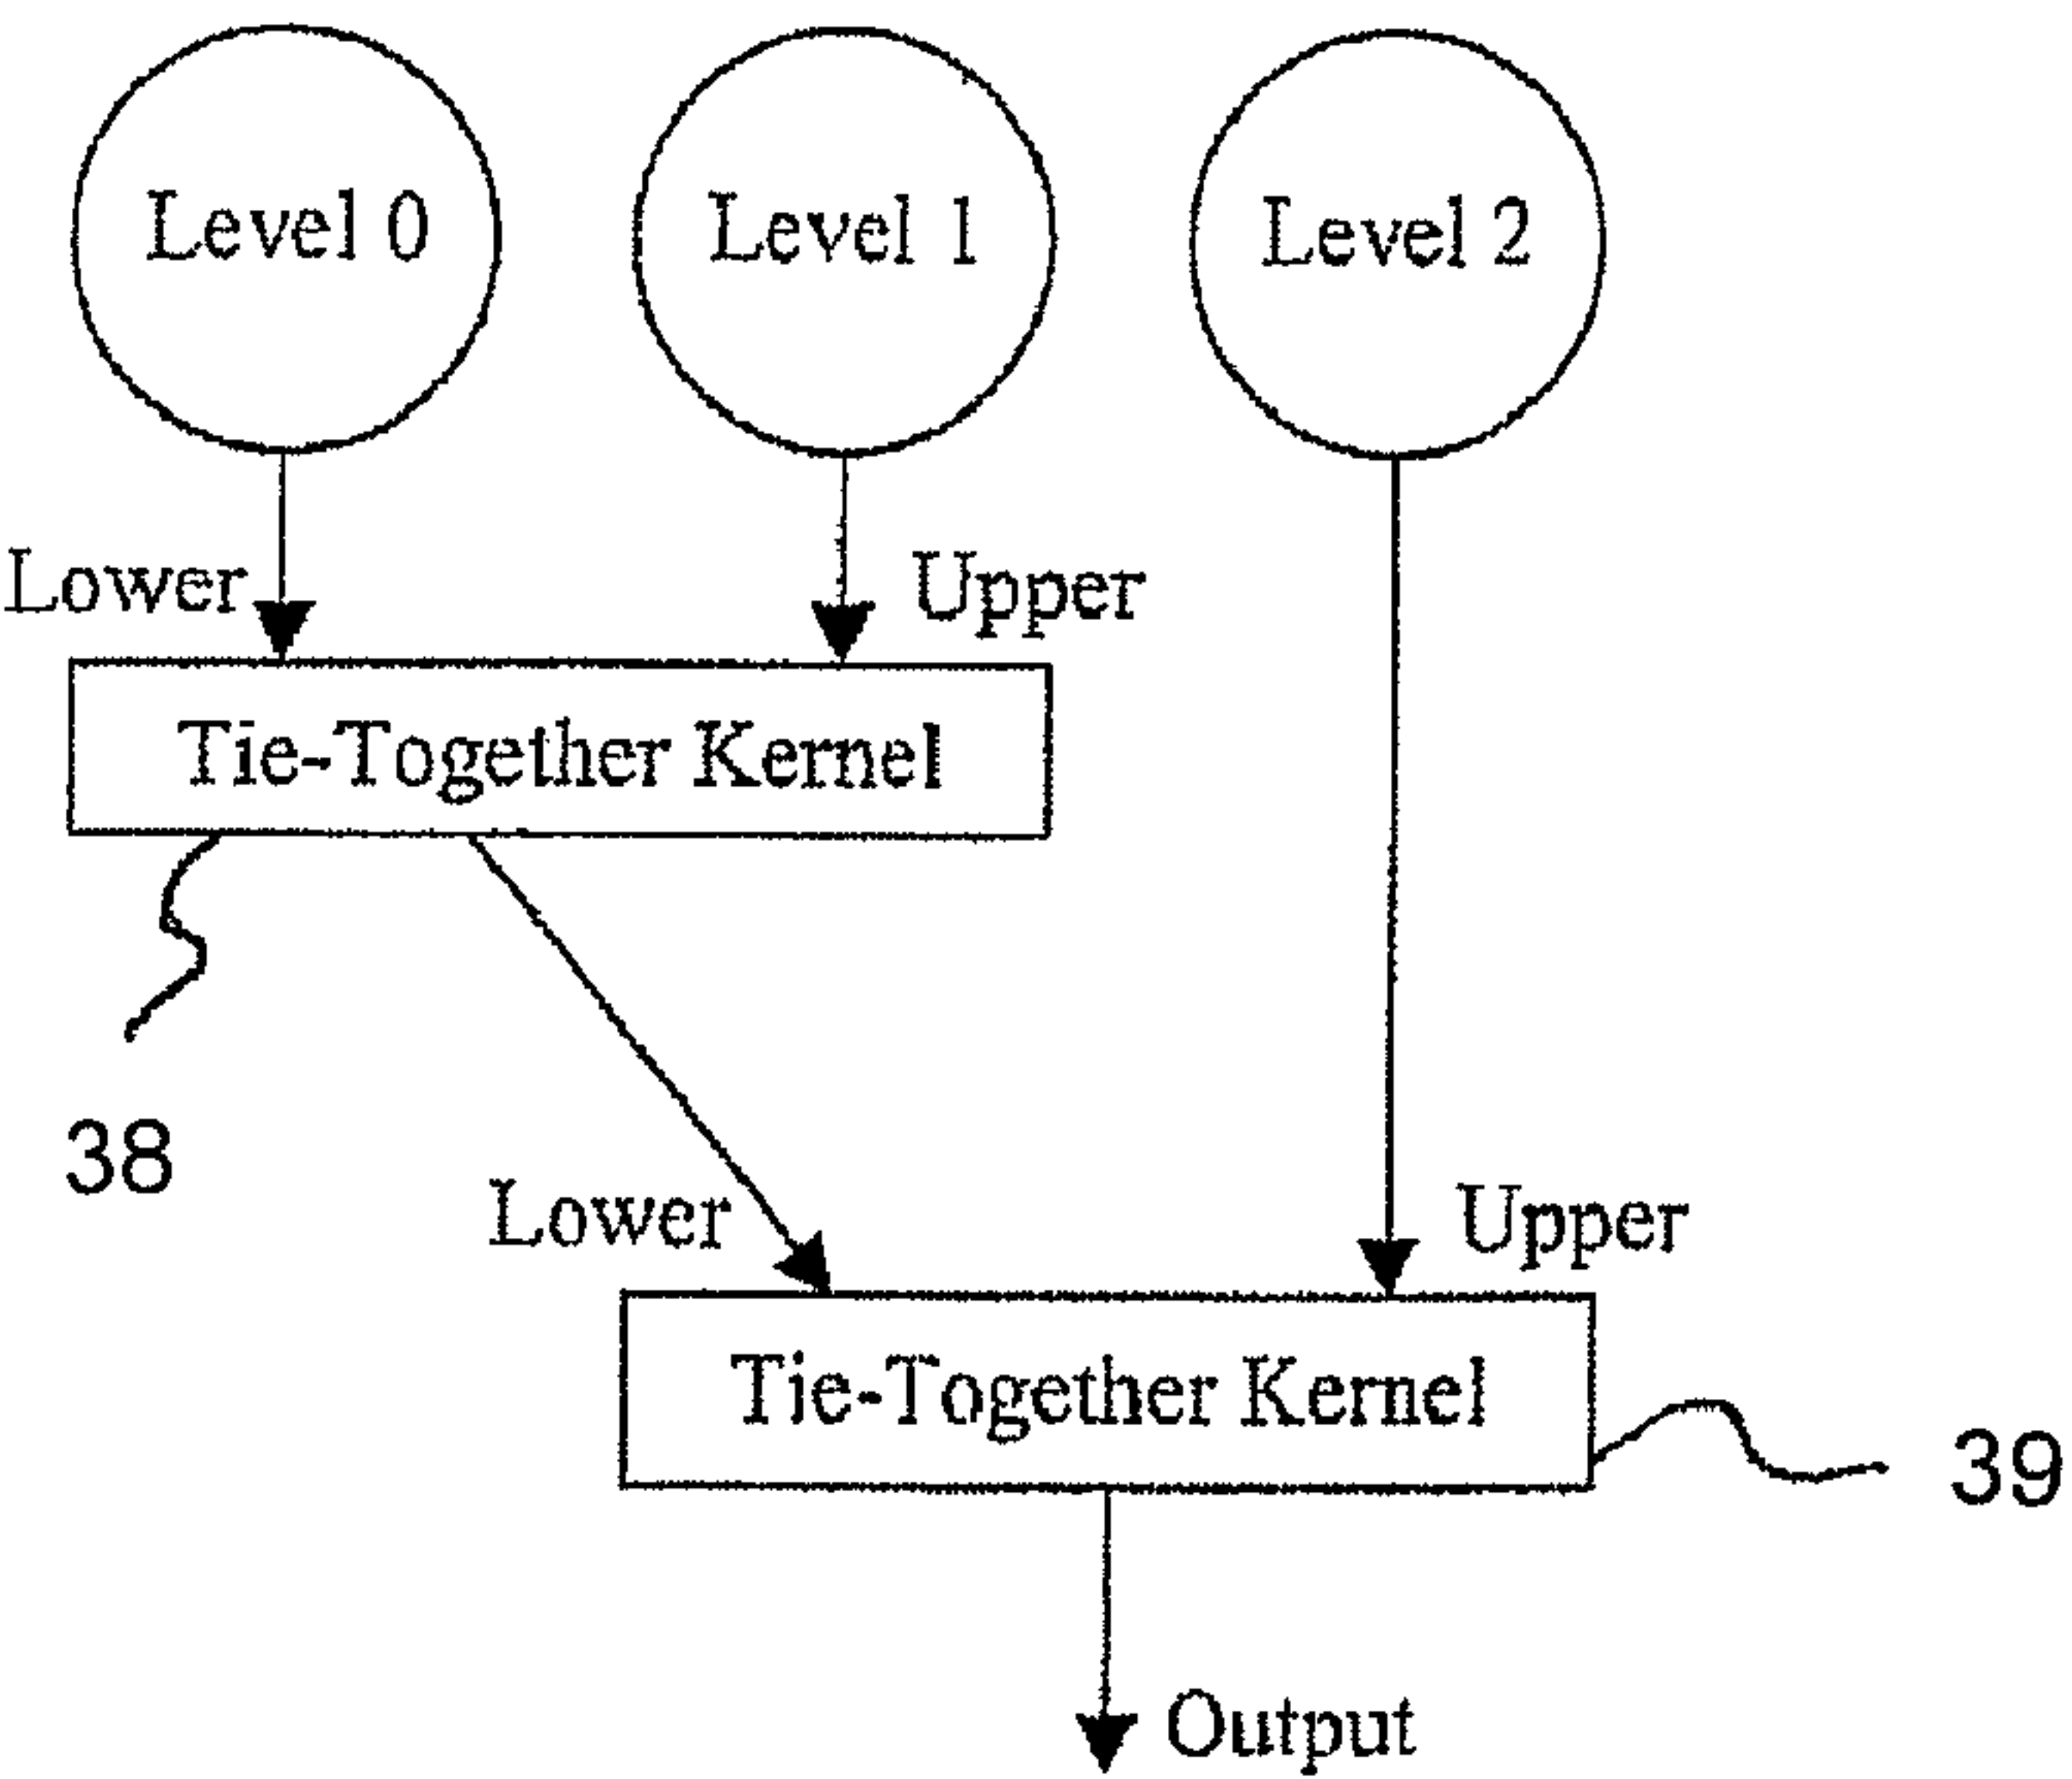 Level 0
Level 1
Level 2
Lower
Upper
Tie-Together Kernel
38
Lower
Upper
Tie-Together Kernel
39
Output